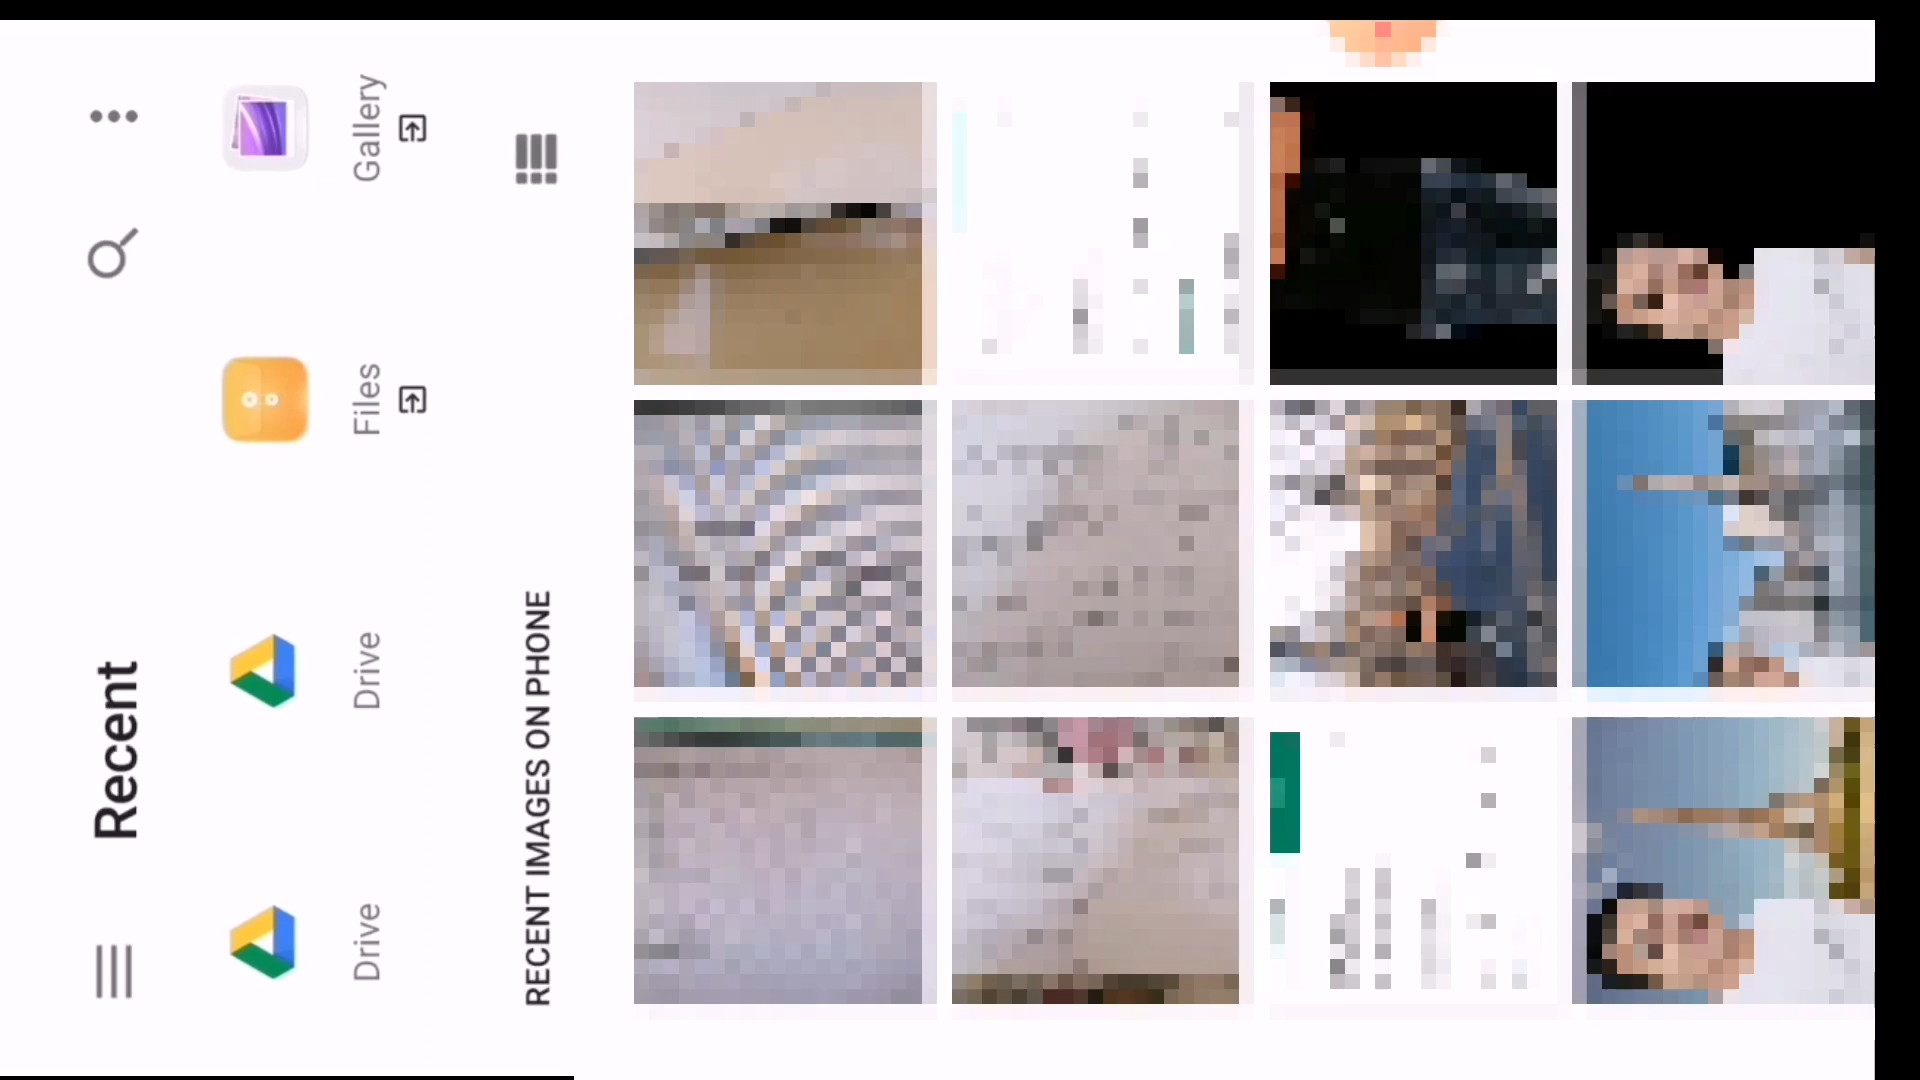 Recent
Drive
Drive
Files
Gallery
RECENT IMAGES ON PHONE